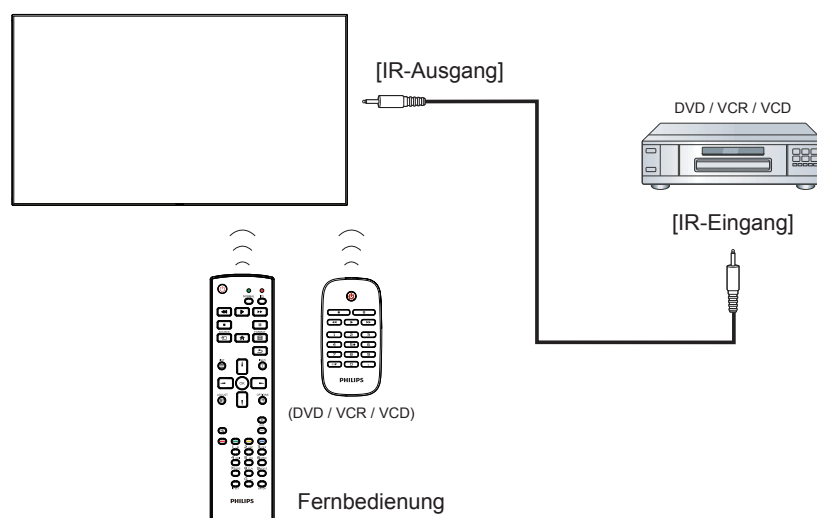 [IR-Ausgang]
DVD / VCR / VCD
[IR-Eingang]
PHILIPS
(DVD / VCR / VCD)
PHILIPS
Fernbedienung